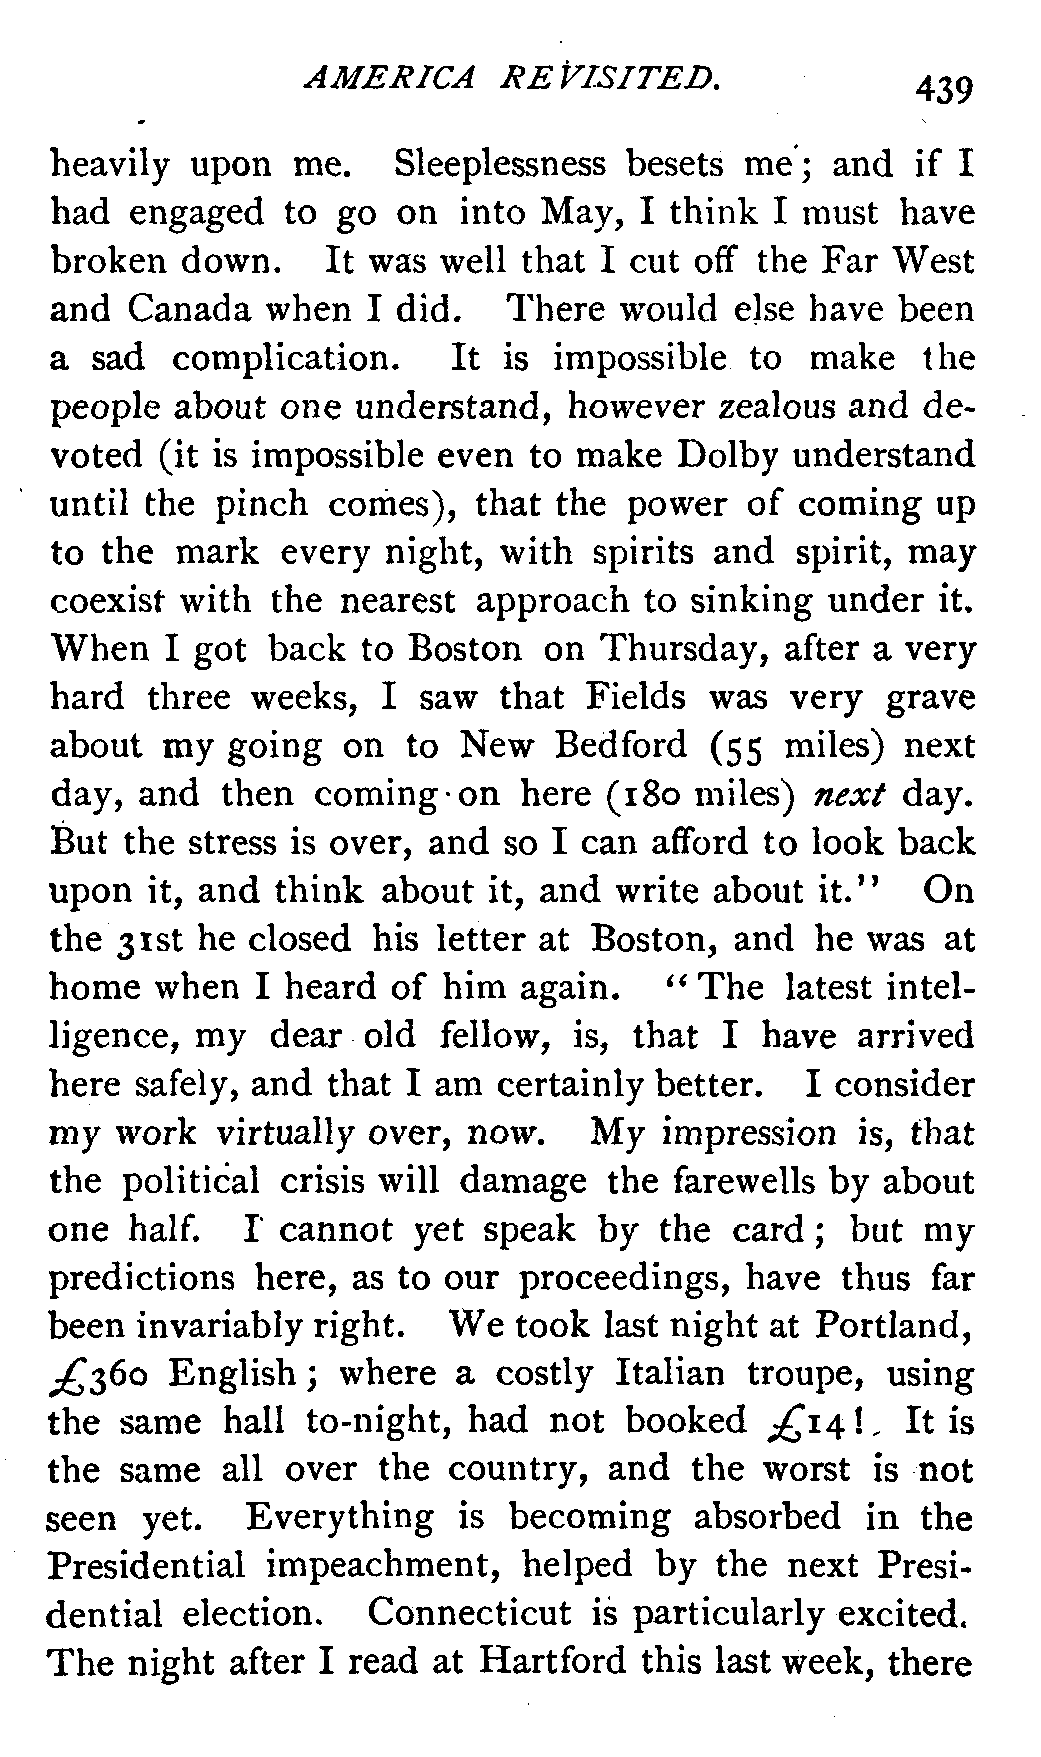 AMERICA REVISITED. 439
heavily upon me. Sleeplessness besets me; and if I
had engaged to go on into May, I think I must have
broken down. It was well that I cut off the Far West
and Canada when I did. There would else have been
a sad complication. It is impossible to make the
people about one understand, however zealous and de-
voted (it is impossible even to make Dolby understand
until the pinch comes), that the power of coming up
to the mark every night, with spirits and spirit, may
coexist with the nearest approach to sinking under it.
When I got back to Boston on Thursday, after a very
hard three weeks, I saw that Fields was very grave
about my going on to New Bedford (55 miles) next
day, and then coming on here (180 miles) next day.
But the stress is over, and so I can afford to look back
upon it, and think about it, and write about it." On
the 31st he closed his letter at Boston, and he was at
home when I heard of him again. "The latest intel-
ligence, my dear old fellow, is, that I have arrived
here safely, and that I am certainly better. I consider
my work virtually over, now. My impression is, that
the political crisis will damage the farewells by about
one half. I cannot yet speak by the card; but my
predictions here, as to our proceedings, have thus far
been invariably right. We took last night at Portland,
£360 English; where a costly Italian troupe, using
the same hall to-night, had not booked £14! It is
the same all over the country, and the worst is not
seen yet. Everything is becoming absorbed in the
Presidential impeachment, helped by the next Presi-
dential election. Connecticut is particularly excited.
The night after I read at Hartford this last week, there